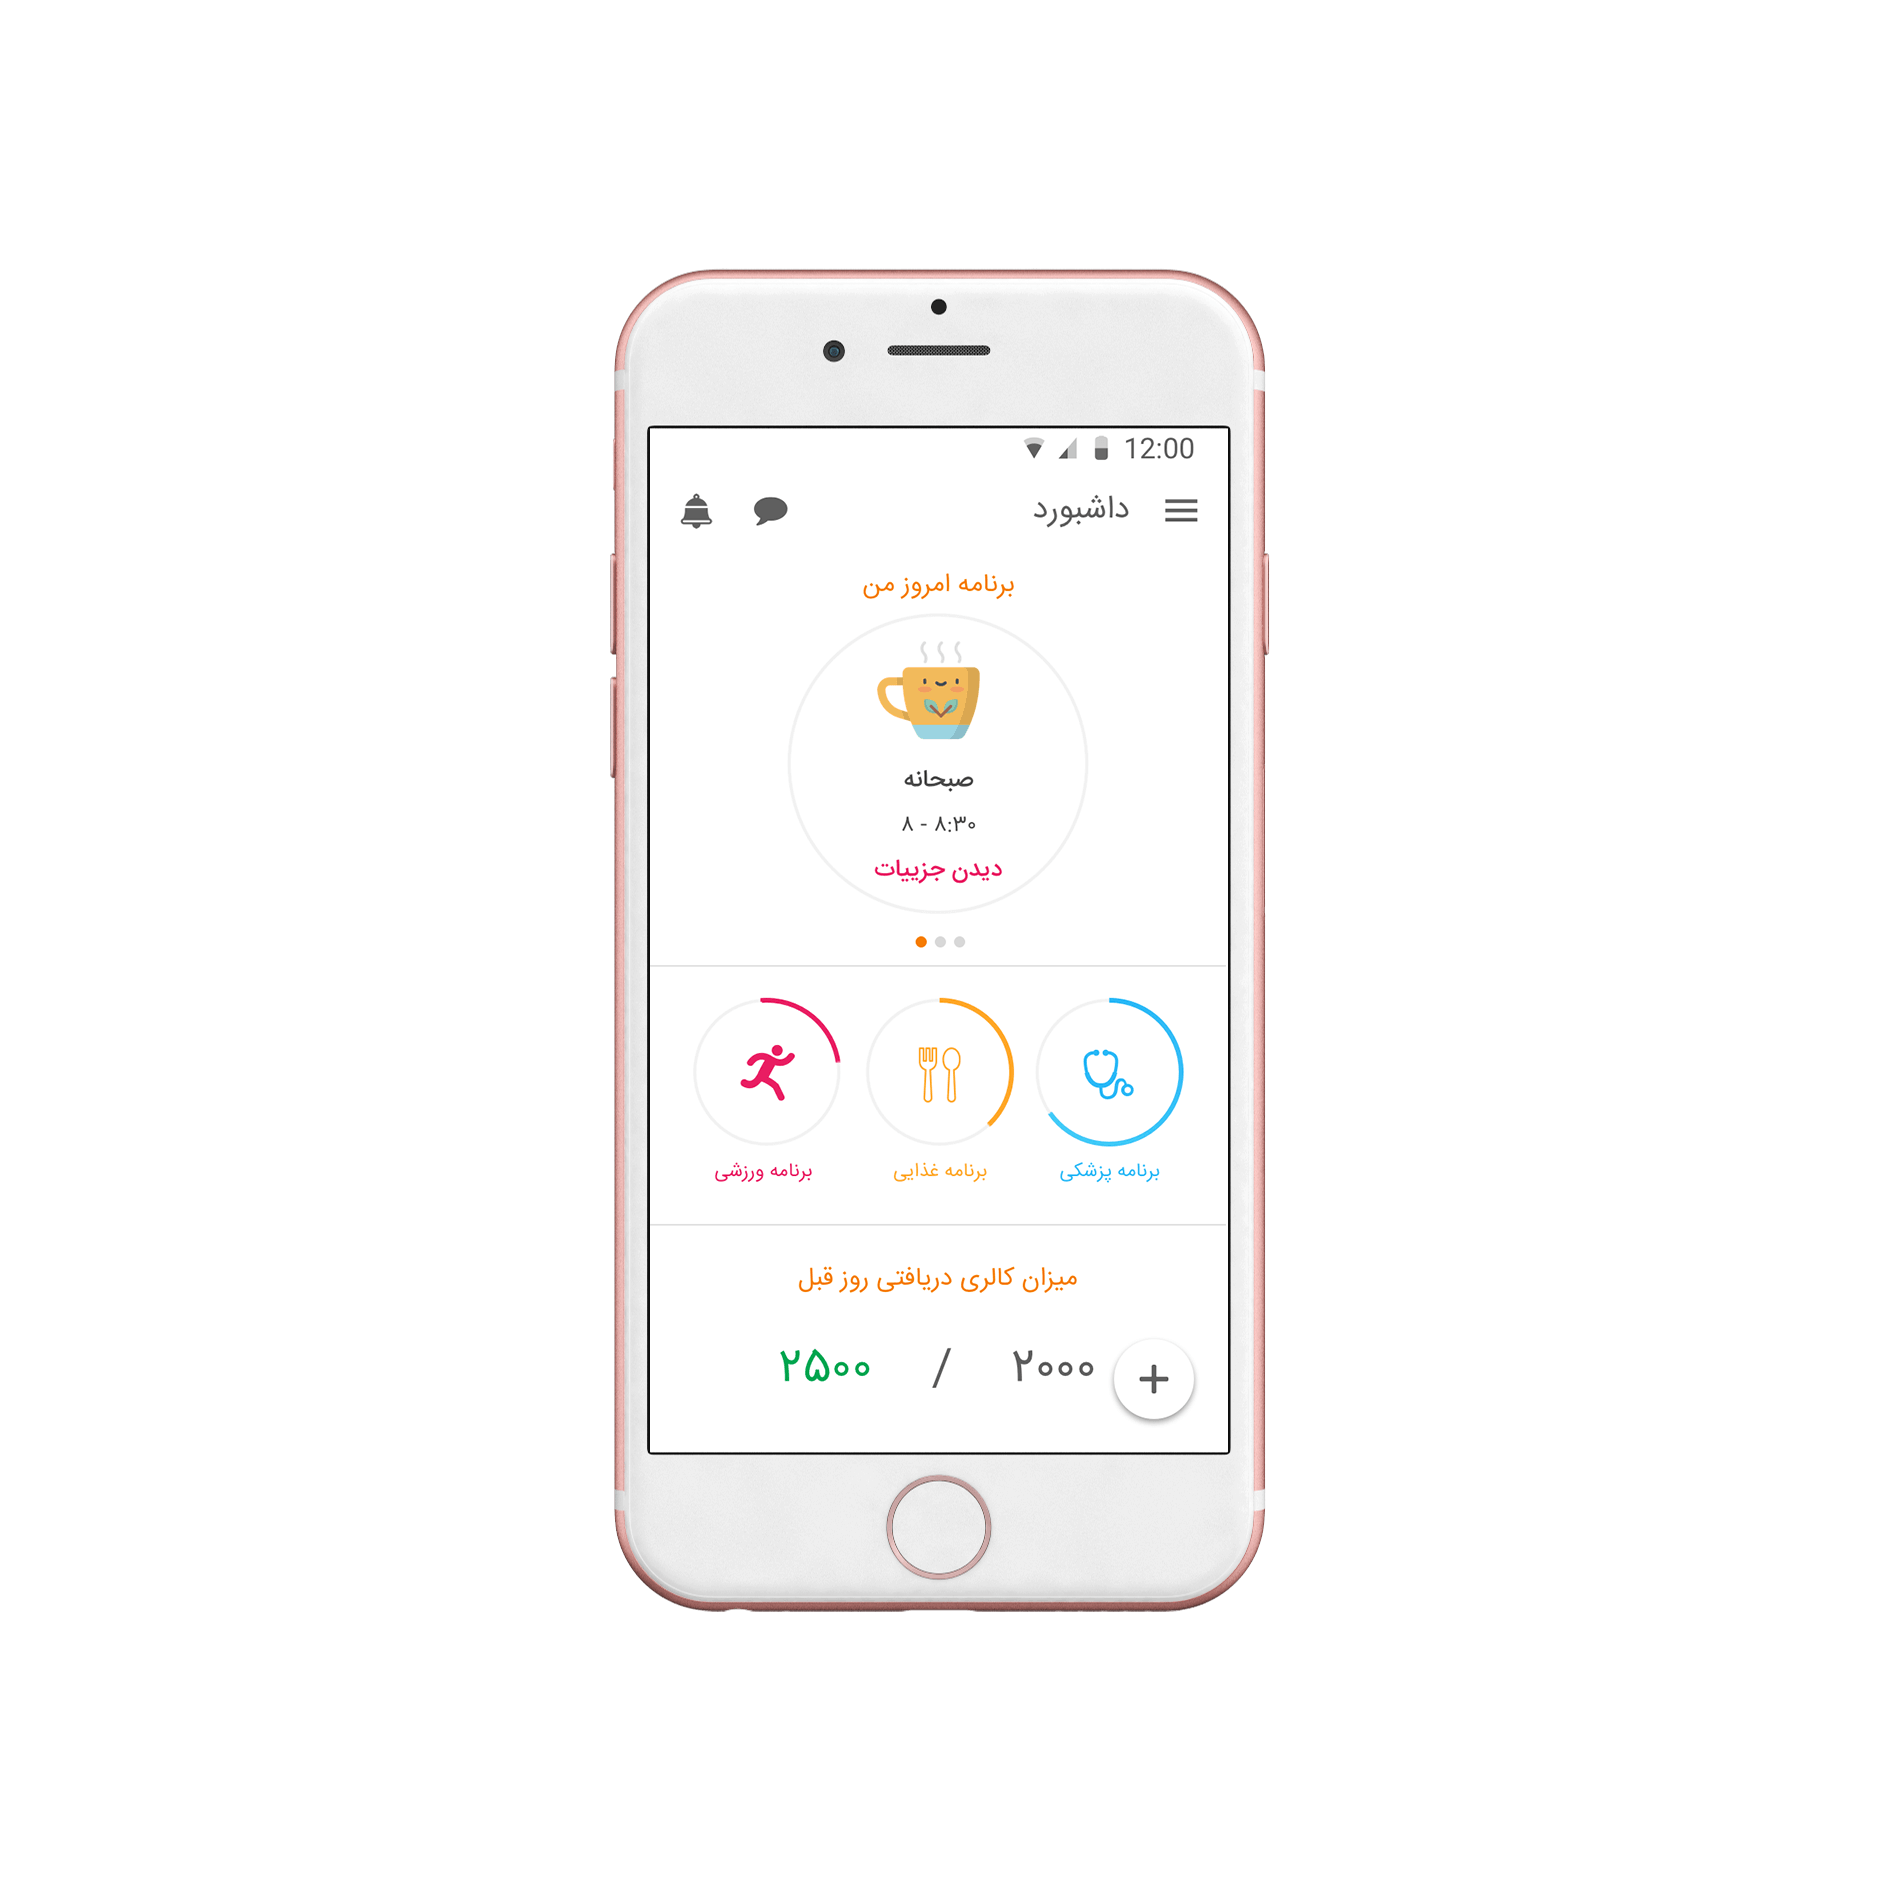 12:00
داشبورد
برنامه امروز من
صبحانه
۸ - ۸:۳۰
دیدن جزییات
برنامه پزشکی
برنامه غذایی
برنامه ورزشی
میزان کالری دریافتی روز قبل
۲۰۰۰ / ۲۵۰۰